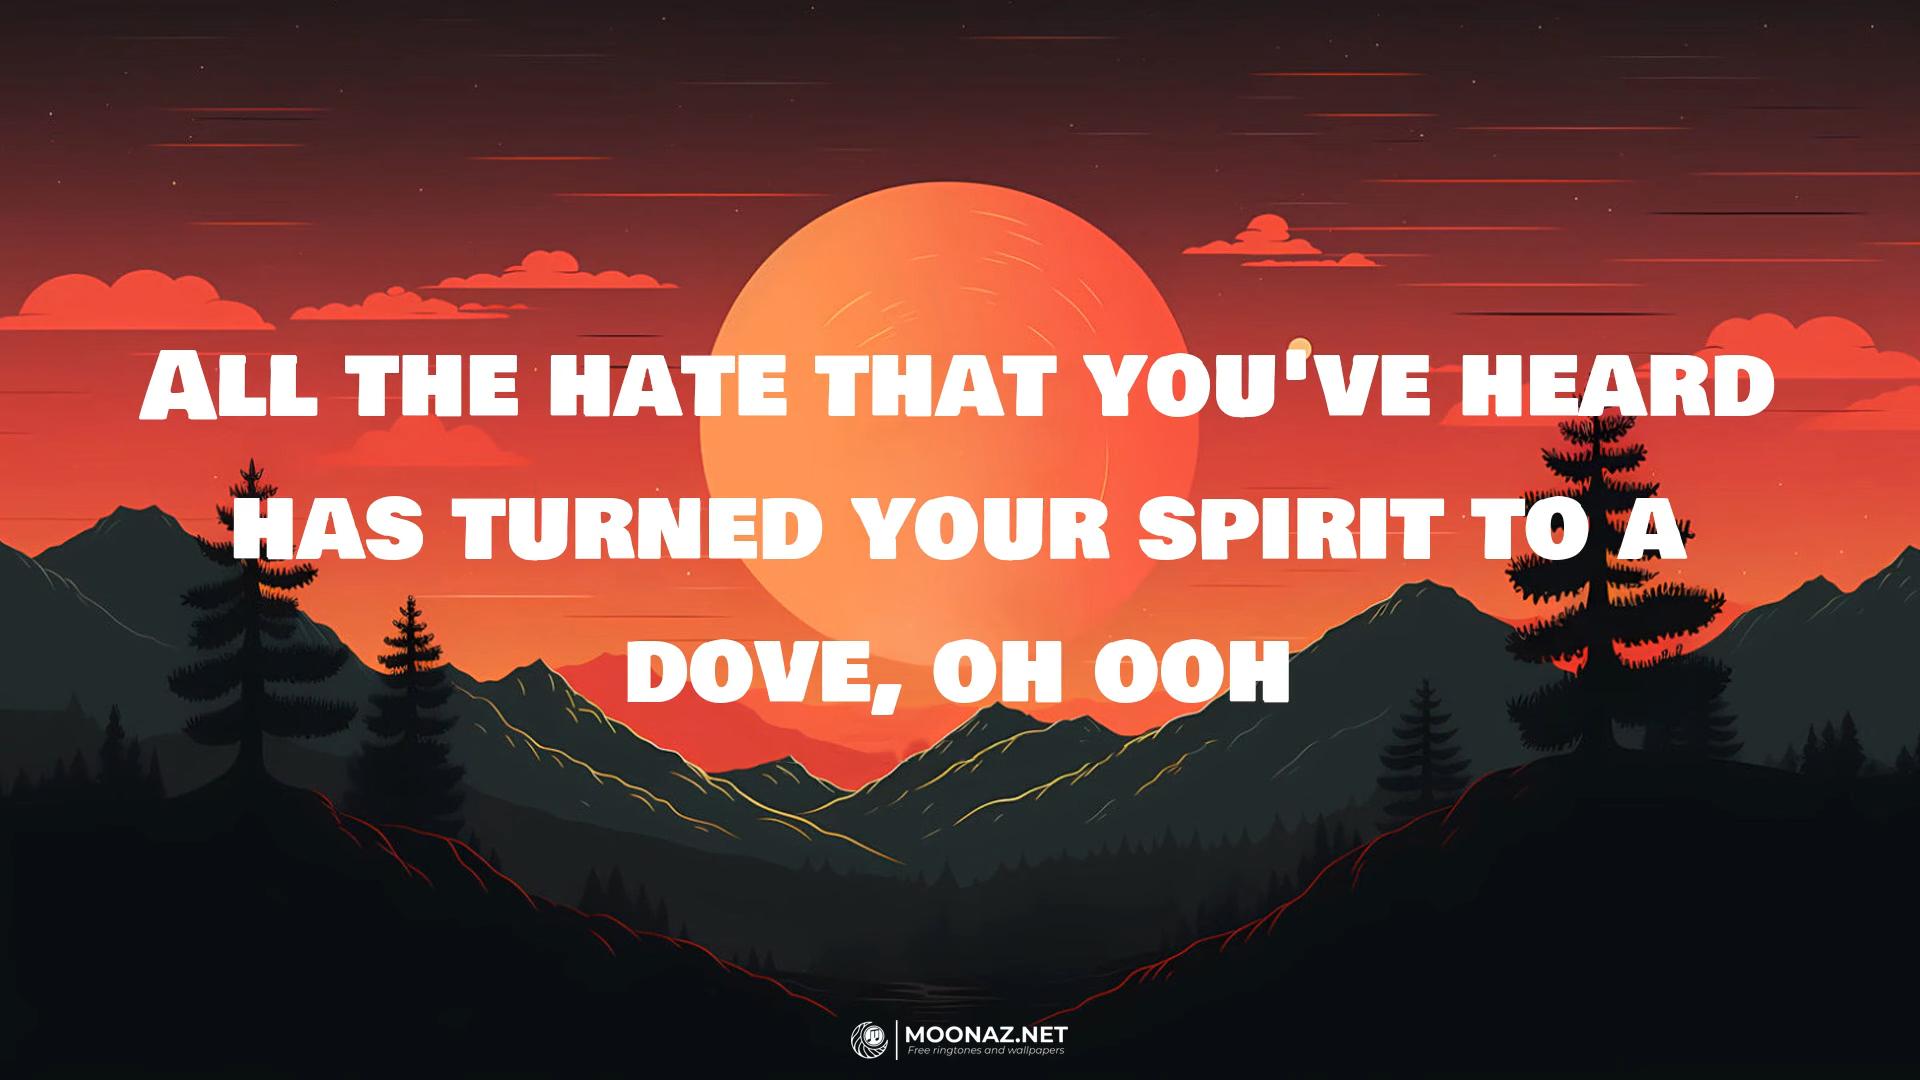 All the hate that you've heard
has turned your spirit to a
dove, oh ooh
MOONAZ.NET
Free ringtones and wallpapers